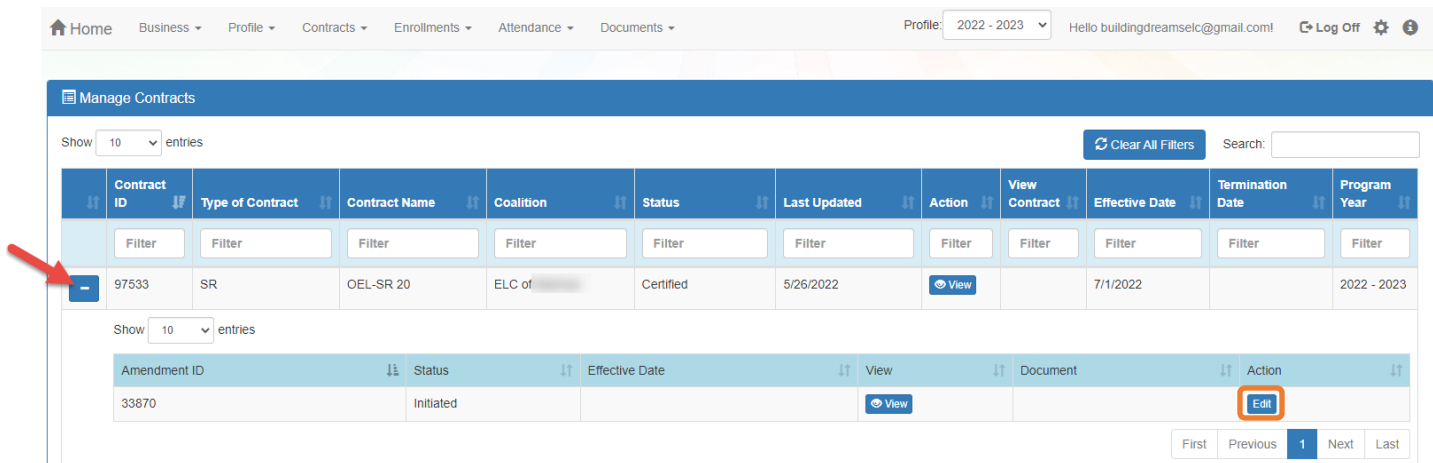 Home Business Profile Contracts Enrollments Attendance Documents Profile: 2022 - 2023 Hello buildingdreamselc@gmail.com! Log Off
Manage Contracts
Show 10 entries Clear All Filters Search:
Contract ID Type of Contract Contract Name Coalition Status Last Updated Action View Contract Effective Date Termination Date Program Year
Filter Filter Filter Filter Filter Filter Filter Filter Filter Filter Filter
97533 SR OEL-SR 20 ELC of Certified 5/26/2022 View 7/1/2022 2022 - 2023
Show 10 entries
Amendment ID Status Effective Date View Document Action
33870 Initiated View Edit
First Previous 1 Next Last